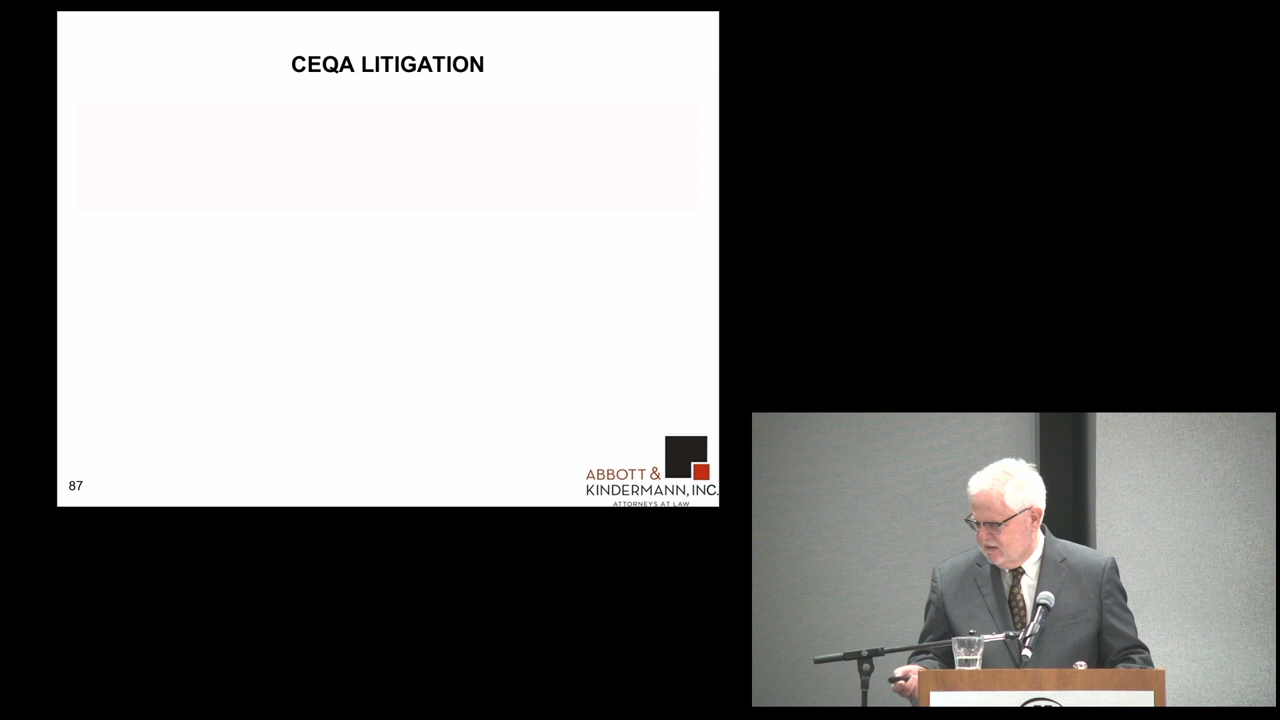 CEQA LITIGATION
87
ABBOTT &
KINDERMANN, INC.
ATTORNEYS AT LAW